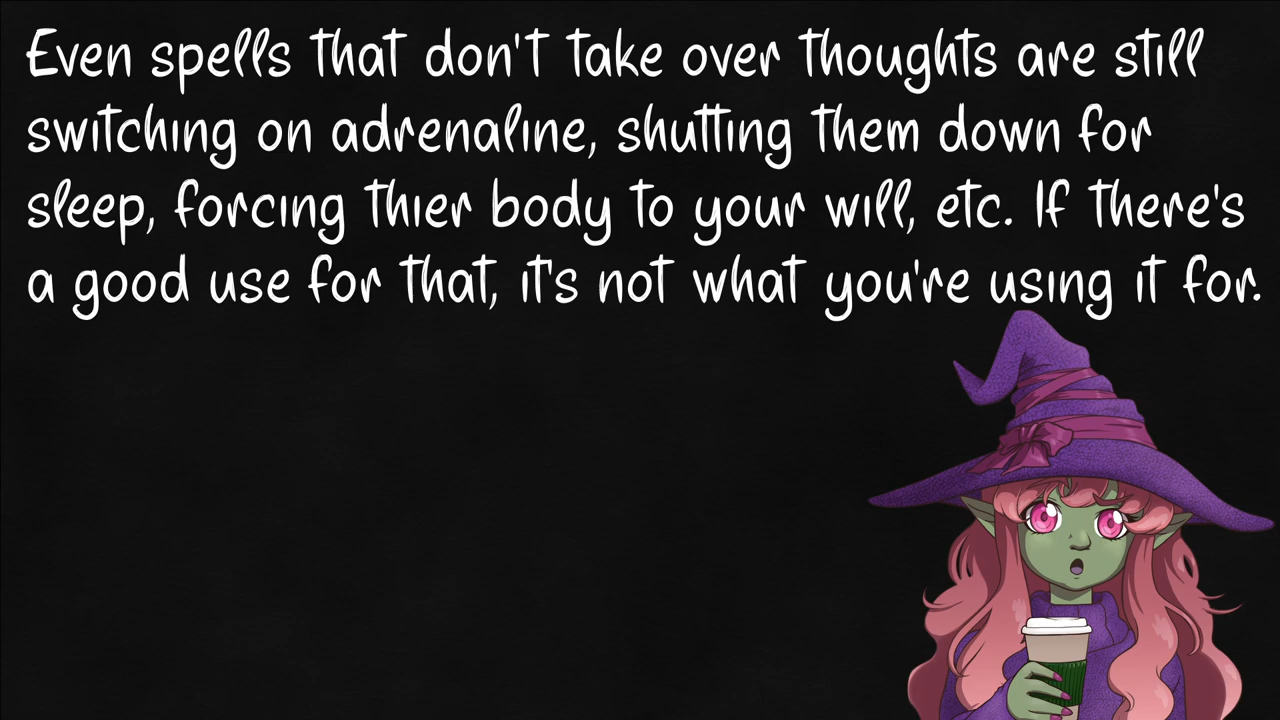 Even spells that don't take over thoughts are still
switching on adrenaline, shutting them down for
sleep, forcing thier body to your will, etc. If there's
a good use for that, it's not what you're using it for.